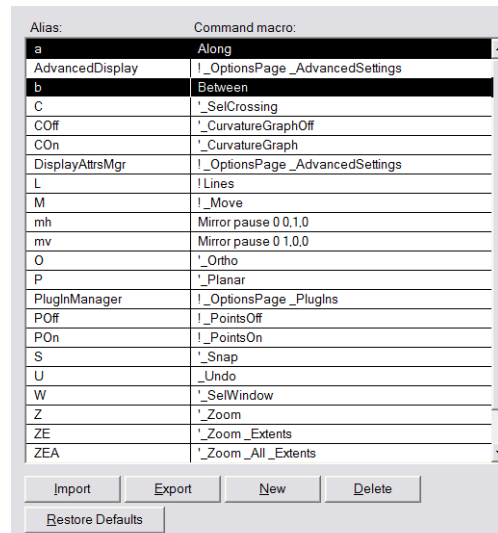 Alias: Command macro:
a Along
AdvancedDisplay ! _OptionsPage _AdvancedSettings
b Between
C '_SelCrossing
COff '_CurvatureGraphOff
COn '_CurvatureGraph
DisplayAttrsMgr ! _OptionsPage _AdvancedSettings
L ! Lines
M ! _Move
mh Mirror pause 0 0,1,0
mv Mirror pause 0 1,0,0
O '_Ortho
P '_Planar
PlugInManager ! _OptionsPage _PlugIns
POff ! _PointsOff
POn ! _PointsOn
S '_Snap
U _Undo
W '_SelWindow
Z '_Zoom
ZE '_Zoom _Extents
ZEA '_Zoom _All _Extents
Import Export New Delete
Restore Defaults